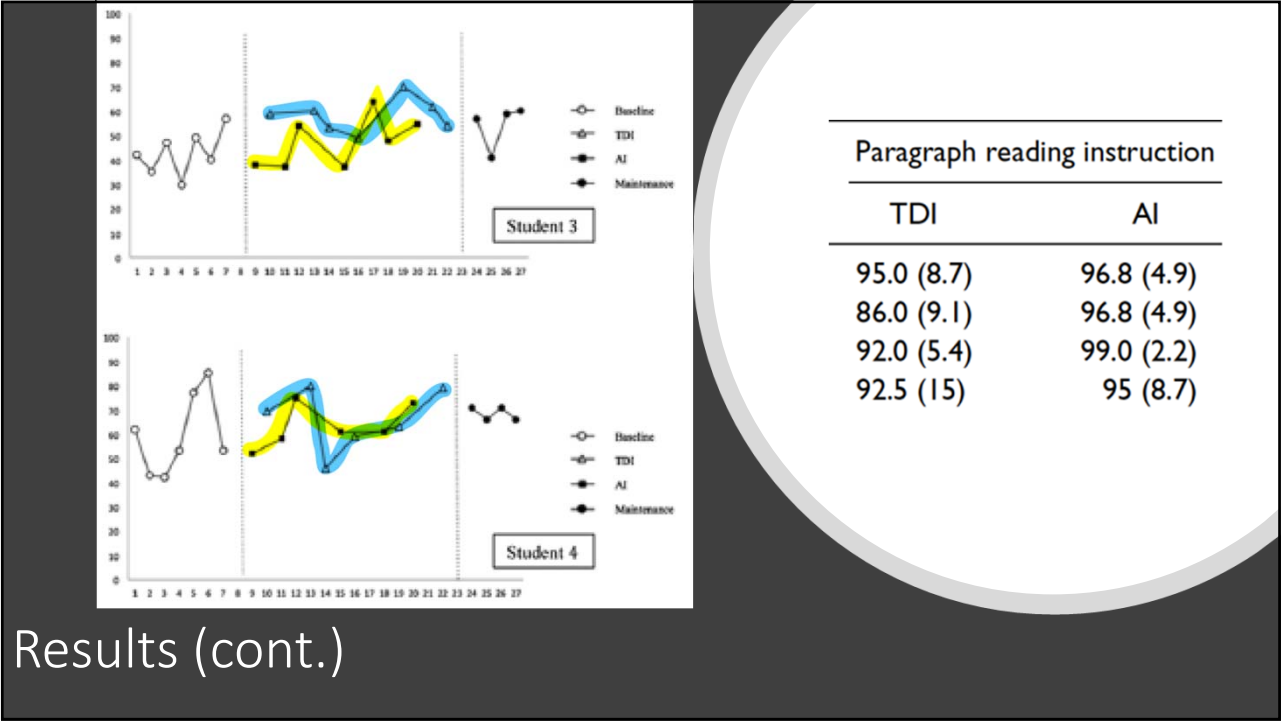 100
90
80
70
60
50
40
30
20
10
0
1 2 3 4 5 6 7 8 9 10 11 12 13 14 15 16 17 18 19 20 21 22 23 24 25 26 27
Baseline
TDI
AI
Maintenance
Student 3
100
90
80
70
60
50
40
30
20
10
0
1 2 3 4 5 6 7 8 9 10 11 12 13 14 15 16 17 18 19 20 21 22 23 24 25 26 27
Baseline
TDI
AI
Maintenance
Student 4
Paragraph reading instruction
TDI AI
95.0 (8.7) 96.8 (4.9)
86.0 (9.1) 96.8 (4.9)
92.0 (5.4) 99.0 (2.2)
92.5 (15) 95 (8.7)
Results (cont.)